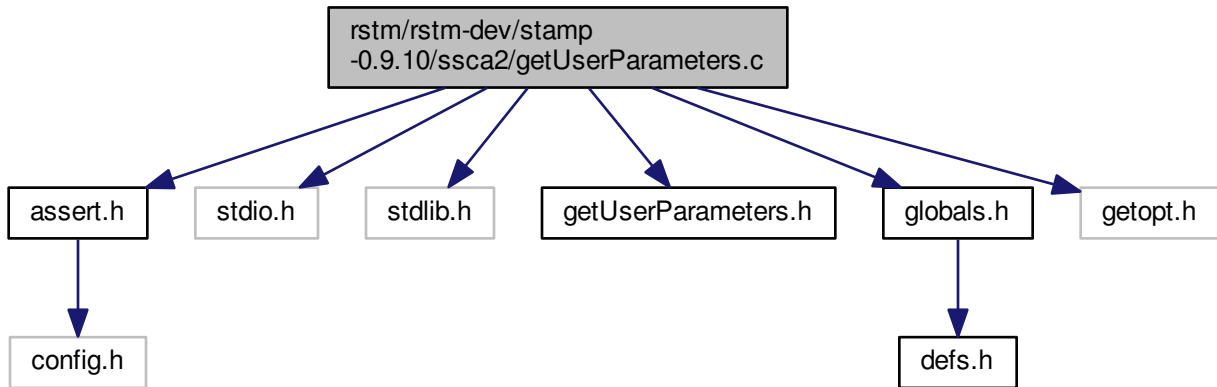 rstm/rstm-dev/stamp
-0.9.10/ssca2/getUserParameters.c
assert.h
stdio.h
stdlib.h
getUserParameters.h
globals.h
getopt.h
config.h
defs.h